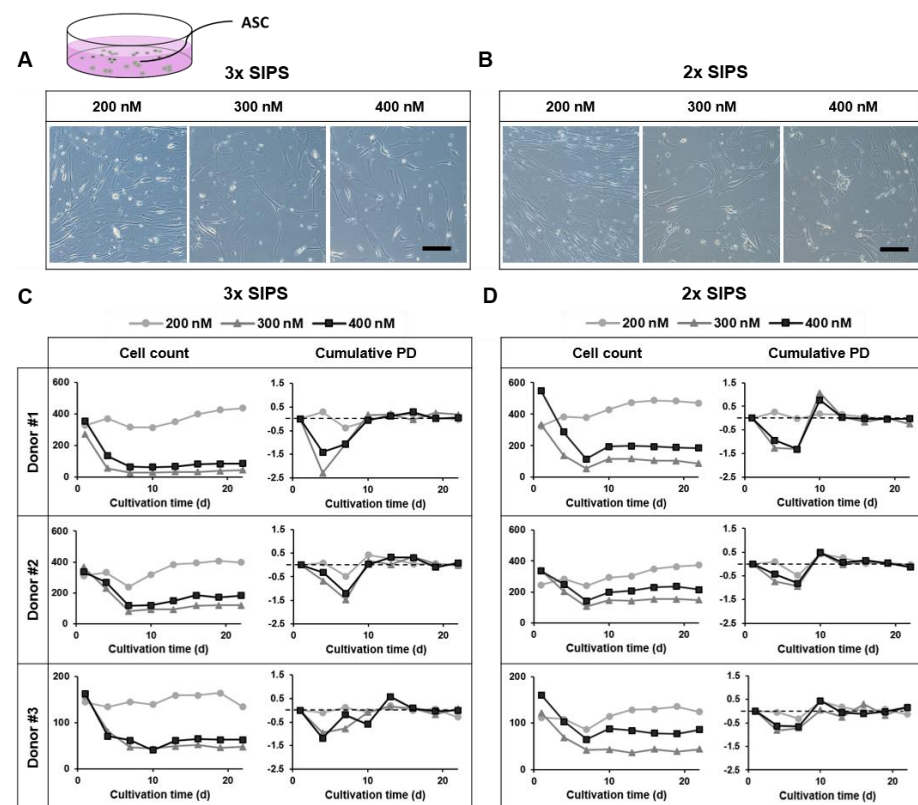 ASC
A
3x SIPS
200 nM 300 nM 400 nM
B
2x SIPS
200 nM 300 nM 400 nM
C
3x SIPS
200 nM 300 nM 400 nM
Cell count Cumulative PD
Donor #1
600
400
200
0
0 10 20
Cultivation time (d)
1.5
0.5
-0.5
-1.5
-2.5
0 10 20
Cultivation time (d)
Donor #2
600
400
200
0
0 10 20
Cultivation time (d)
1.5
0.5
-0.5
-1.5
-2.5
0 10 20
Cultivation time (d)
Donor #3
200
100
0
0 10 20
Cultivation time (d)
1.5
0.5
-0.5
-1.5
-2.5
0 10 20
Cultivation time (d)
D
2x SIPS
200 nM 300 nM 400 nM
Cell count Cumulative PD
600
400
200
0
0 10 20
Cultivation time (d)
1.5
0.5
-0.5
-1.5
-2.5
0 10 20
Cultivation time (d)
600
400
200
0
0 10 20
Cultivation time (d)
1.5
0.5
-0.5
-1.5
-2.5
0 10 20
Cultivation time (d)
200
150
100
50
0
0 10 20
Cultivation time (d)
1.5
0.5
-0.5
-1.5
-2.5
0 10 20
Cultivation time (d)